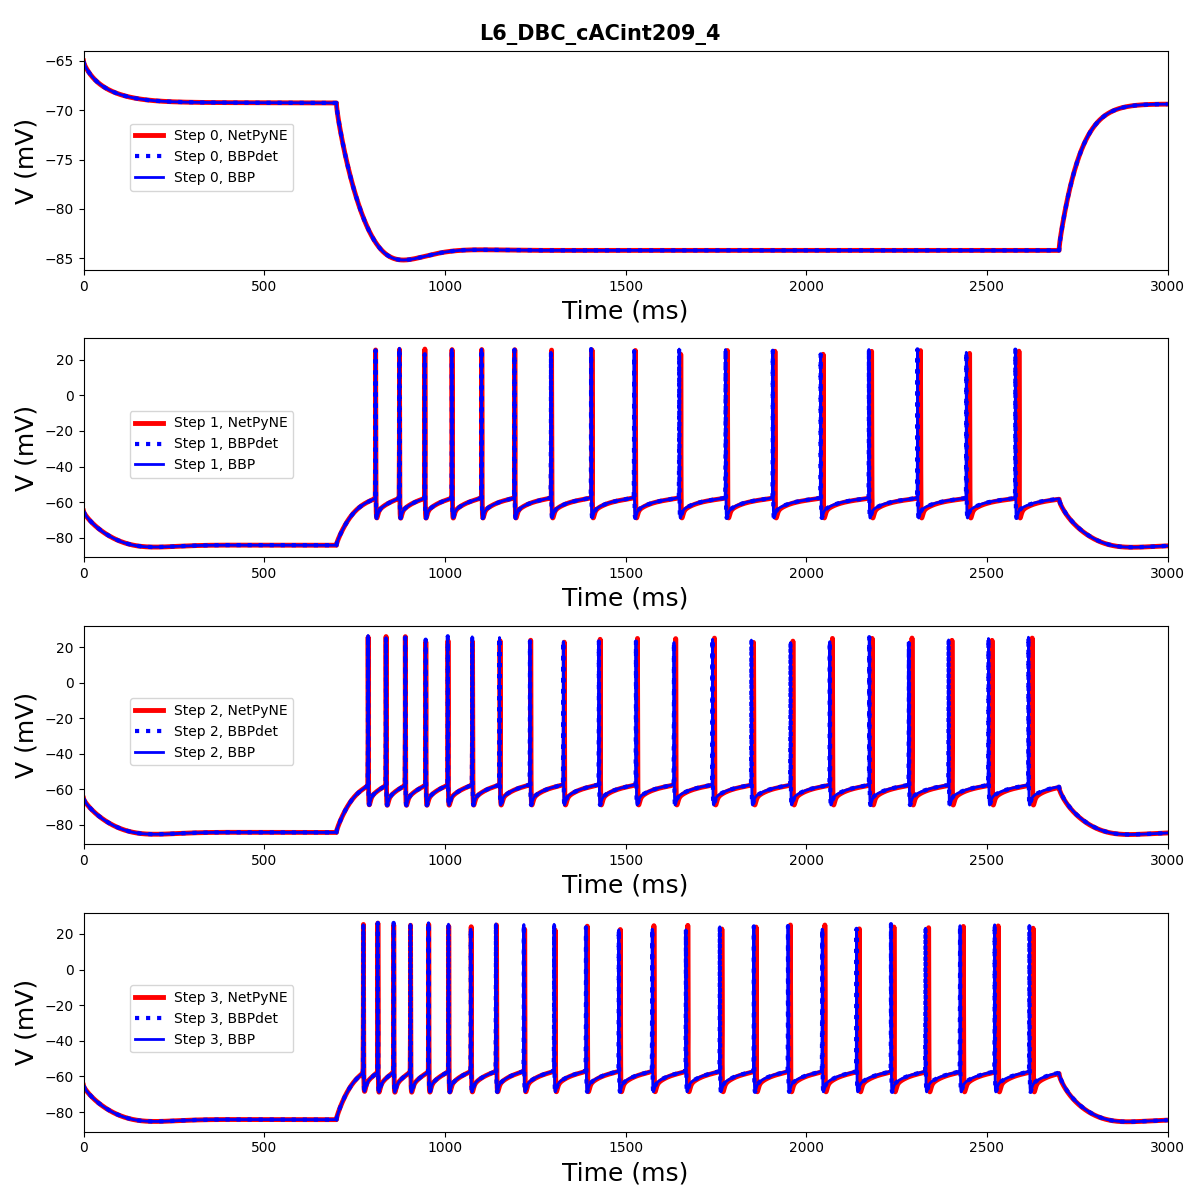 L6_DBC_cACint209_4
−65
−70
−75
−80
−85
V (mV)
Step 0, NetPyNE
Step 0, BBPdet
Step 0, BBP
0 500 1000 1500 2000 2500 3000
Time (ms)
20
0
−20
−40
−60
−80
V (mV)
Step 1, NetPyNE
Step 1, BBPdet
Step 1, BBP
0 500 1000 1500 2000 2500 3000
Time (ms)
20
0
−20
−40
−60
−80
V (mV)
Step 2, NetPyNE
Step 2, BBPdet
Step 2, BBP
0 500 1000 1500 2000 2500 3000
Time (ms)
20
0
−20
−40
−60
−80
V (mV)
Step 3, NetPyNE
Step 3, BBPdet
Step 3, BBP
0 500 1000 1500 2000 2500 3000
Time (ms)